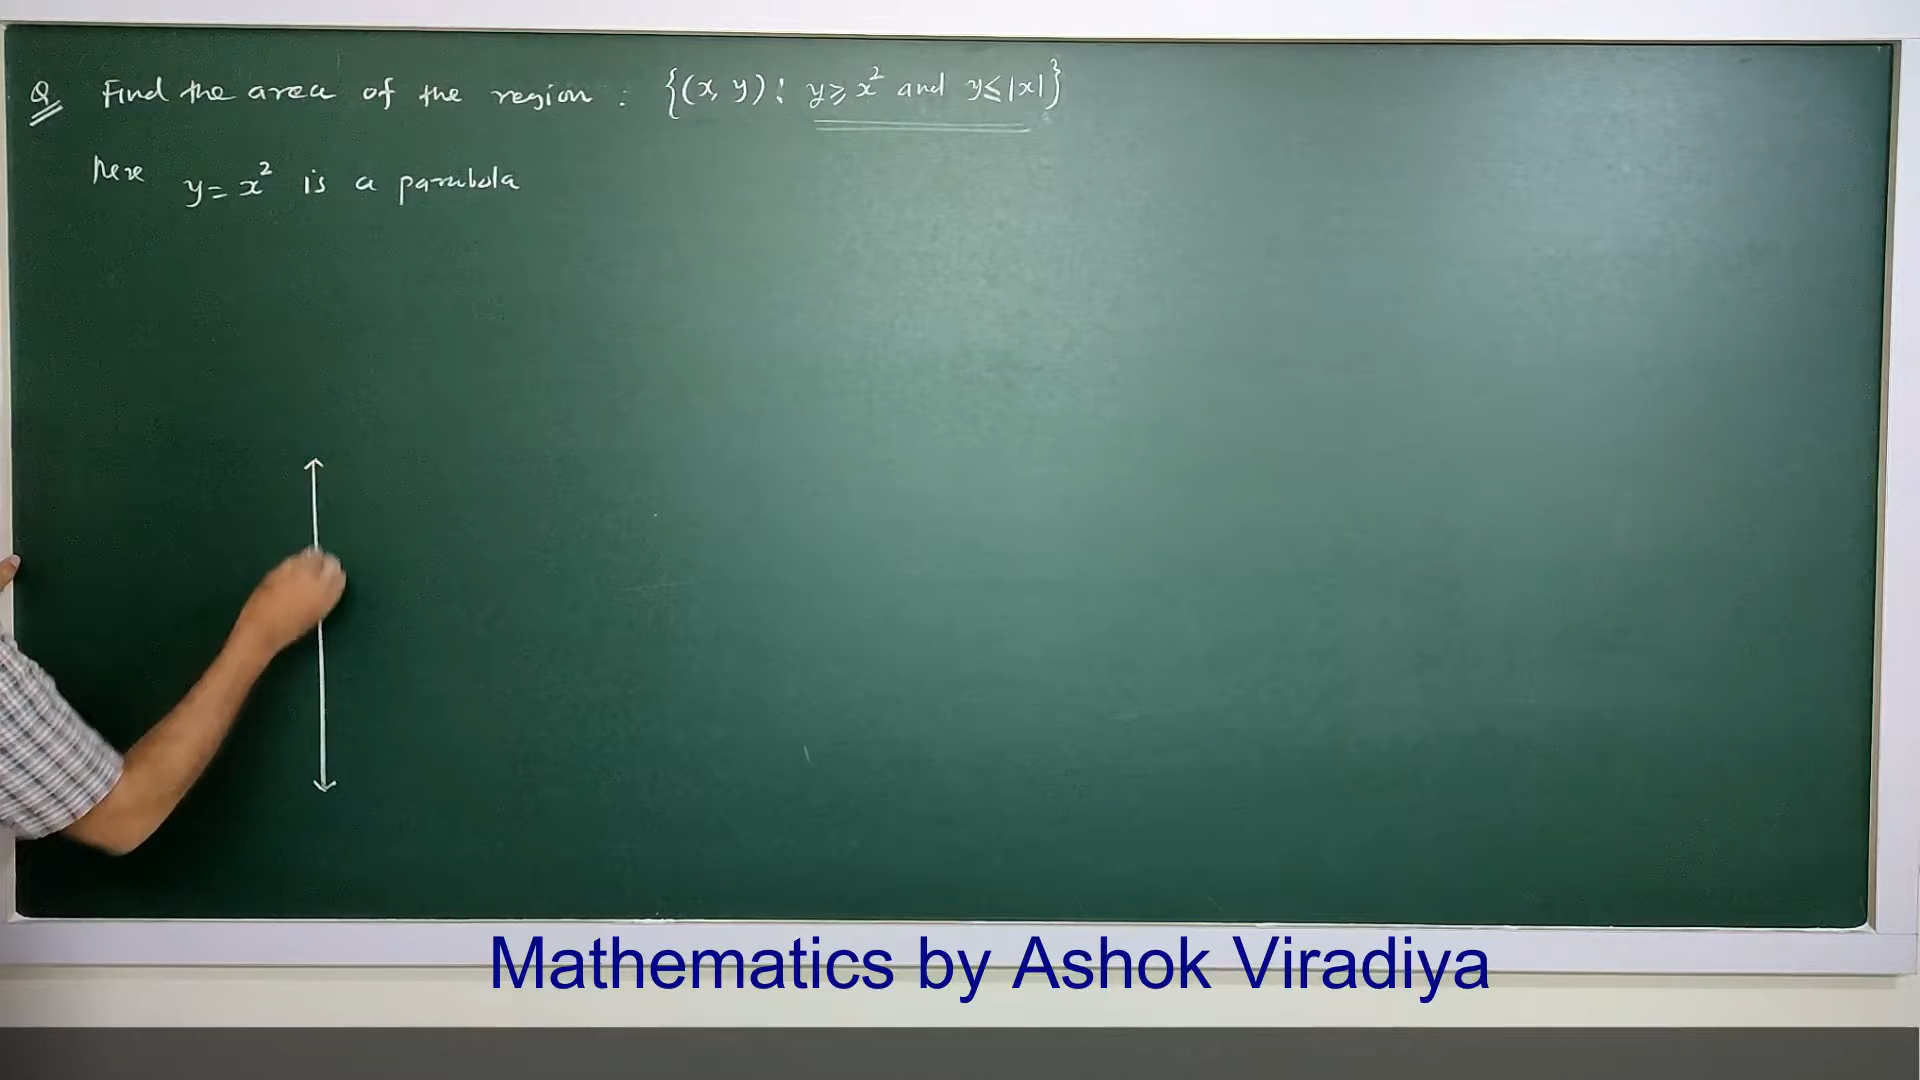 Q Find the area of the region : {(x, y) : y ≥ x² and y ≤ |x|}
here y = x² is a parabola
Mathematics by Ashok Viradiya